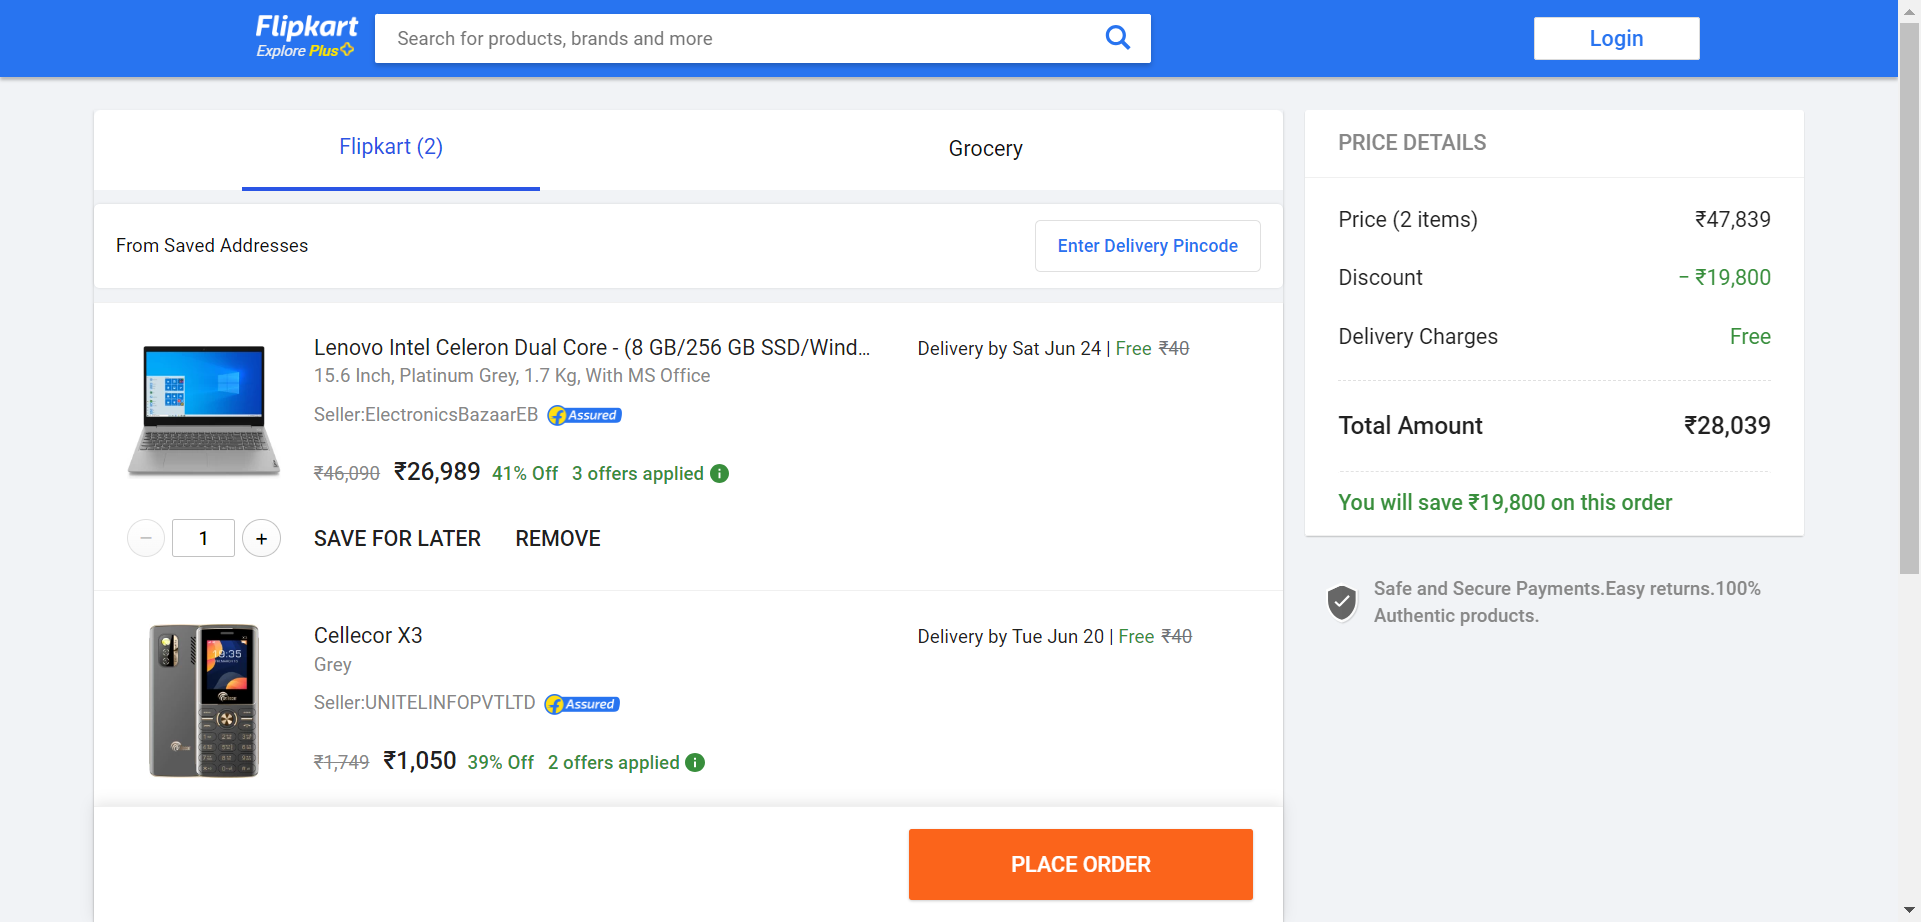 Flipkart
Explore Plus
Search for products, brands and more
Login
Flipkart (2)
Grocery
From Saved Addresses
Enter Delivery Pincode
Lenovo Intel Celeron Dual Core - (8 GB/256 GB SSD/Wind...
15.6 Inch, Platinum Grey, 1.7 Kg, With MS Office
Seller:ElectronicsBazaarEB Assured
₹46,090 ₹26,989 41% Off 3 offers applied
Delivery by Sat Jun 24 | Free ₹40
− 1 +
SAVE FOR LATER REMOVE
Cellecor X3
Grey
Seller:UNITELINFOPVTLTD Assured
₹1,749 ₹1,050 39% Off 2 offers applied
Delivery by Tue Jun 20 | Free ₹40
PLACE ORDER
PRICE DETAILS
Price (2 items) ₹47,839
Discount − ₹19,800
Delivery Charges Free
Total Amount ₹28,039
You will save ₹19,800 on this order
Safe and Secure Payments.Easy returns.100%
Authentic products.